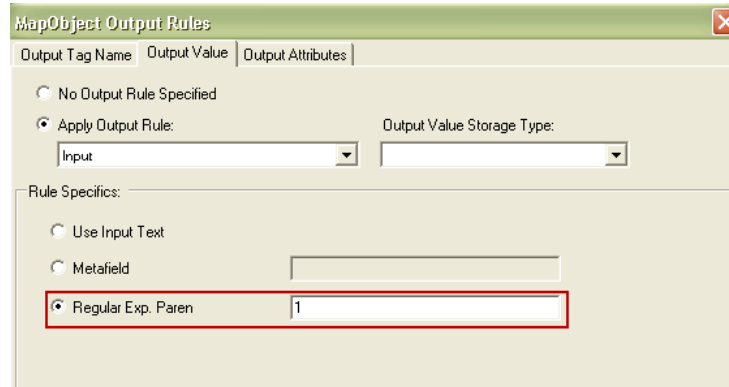 MapObject Output Rules
Output Tag Name Output Value Output Attributes
No Output Rule Specified
Apply Output Rule: Output Value Storage Type:
Input
Rule Specifics:
Use Input Text
Metafield
Regular Exp. Paren 1